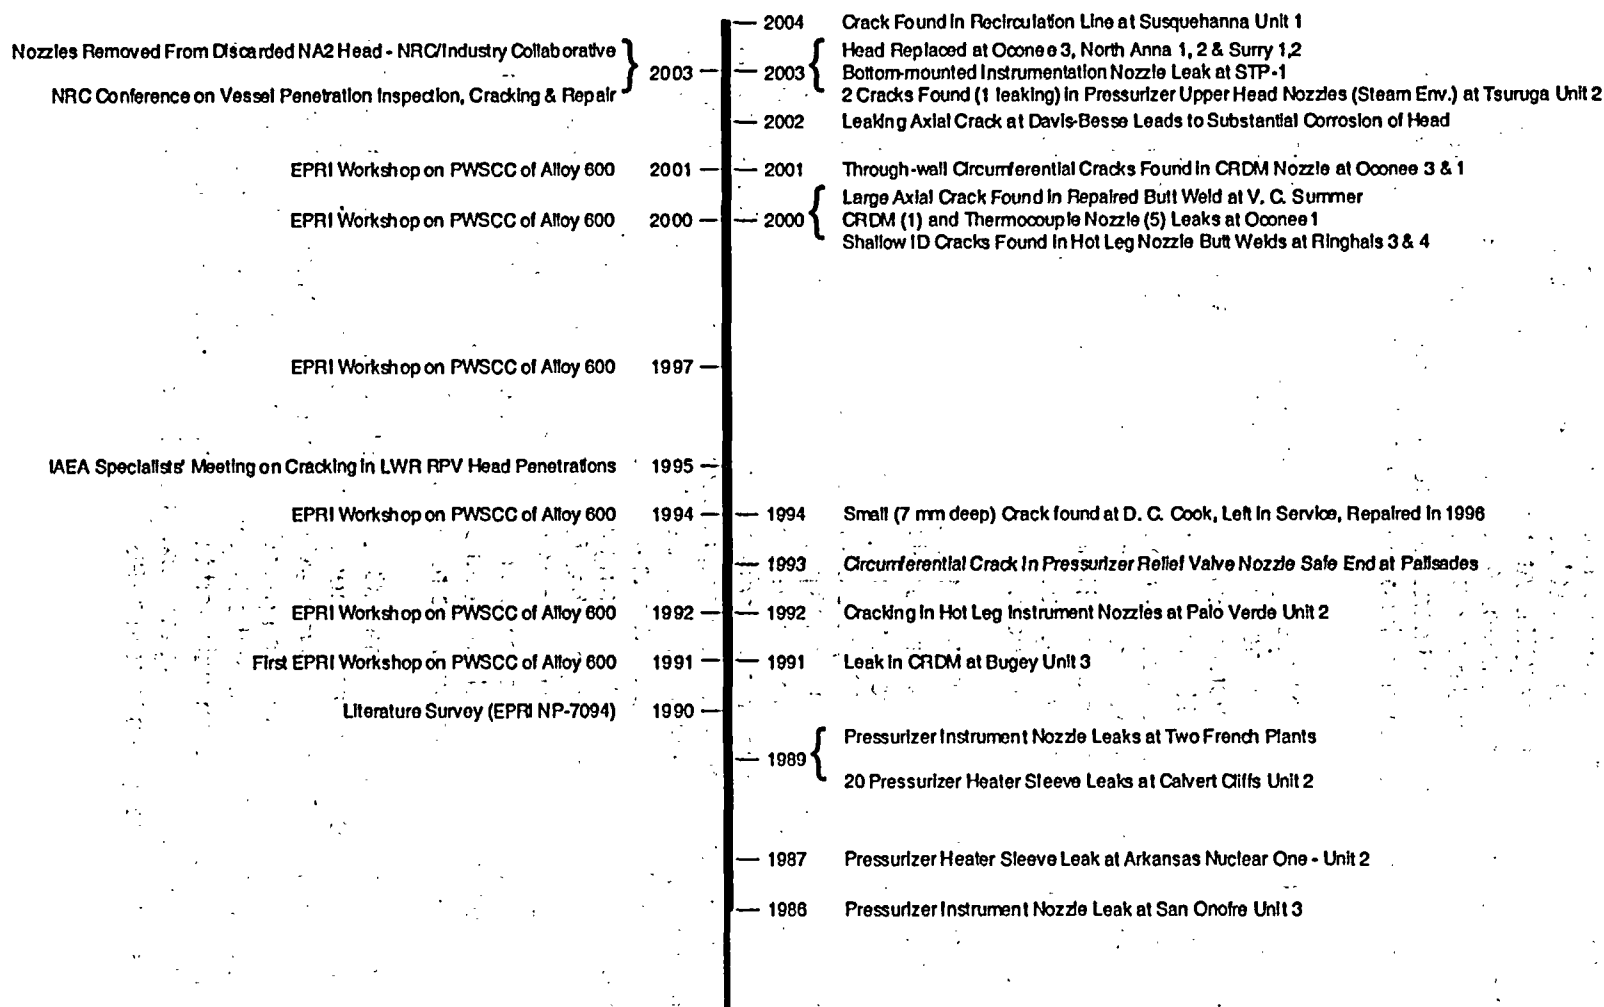 2004 Crack Found in Recirculation Line at Susquehanna Unit 1
Nozzles Removed From Discarded NA2 Head - NRC/Industry Collaborative
NRC Conference on Vessel Penetration Inspection, Cracking & Repair
2003
2003
Head Replaced at Oconee 3, North Anna 1, 2 & Surry 1,2
Bottom-mounted Instrumentation Nozzle Leak at STP-1
2 Cracks Found (1 leaking) in Pressurizer Upper Head Nozzles (Steam Env.) at Tsuruga Unit 2
2002 Leaking Axial Crack at Davis-Besse Leads to Substantial Corrosion of Head
EPRI Workshop on PWSCC of Alloy 600 2001
2001 Through-wall Circumferential Cracks Found in CRDM Nozzle at Oconee 3 & 1
EPRI Workshop on PWSCC of Alloy 600 2000
2000
Large Axial Crack Found in Repaired Butt Weld at V. C. Summer
CRDM (1) and Thermocouple Nozzle (5) Leaks at Oconee 1
Shallow ID Cracks Found in Hot Leg Nozzle Butt Welds at Ringhals 3 & 4
EPRI Workshop on PWSCC of Alloy 600 1997
IAEA Specialists' Meeting on Cracking in LWR RPV Head Penetrations 1995
EPRI Workshop on PWSCC of Alloy 600 1994
1994 Small (7 mm deep) Crack found at D. C. Cook, Left in Service, Repaired in 1996
1993 Circumferential Crack in Pressurizer Relief Valve Nozzle Safe End at Palisades
EPRI Workshop on PWSCC of Alloy 600 1992
1992 Cracking in Hot Leg Instrument Nozzles at Palo Verde Unit 2
First EPRI Workshop on PWSCC of Alloy 600 1991
1991 Leak in CRDM at Bugey Unit 3
Literature Survey (EPRI NP-7094) 1990
1989
Pressurizer Instrument Nozzle Leaks at Two French Plants
20 Pressurizer Heater Sleeve Leaks at Calvert Cliffs Unit 2
1987 Pressurizer Heater Sleeve Leak at Arkansas Nuclear One - Unit 2
1986 Pressurizer Instrument Nozzle Leak at San Onofre Unit 3